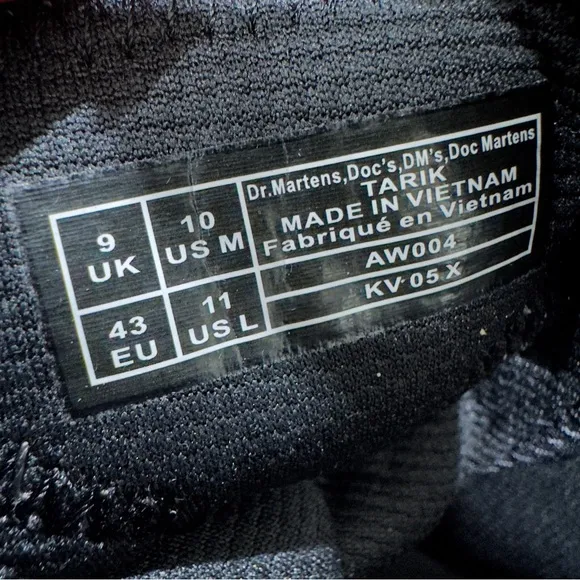 9
UK
10
US M
43
EU
11
US L
Dr.Martens,Doc's,DM's,Doc Martens
TARIK
MADE IN VIETNAM
Fabriqué en Vietnam
AW004
KV 05 X